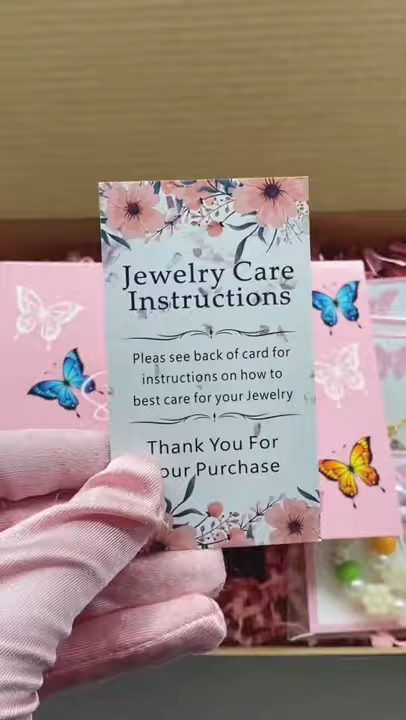 Jewelry Care
Instructions
Pleas see back of card for
instructions on how to
best care for your Jewelry
Thank You For
our Purchase